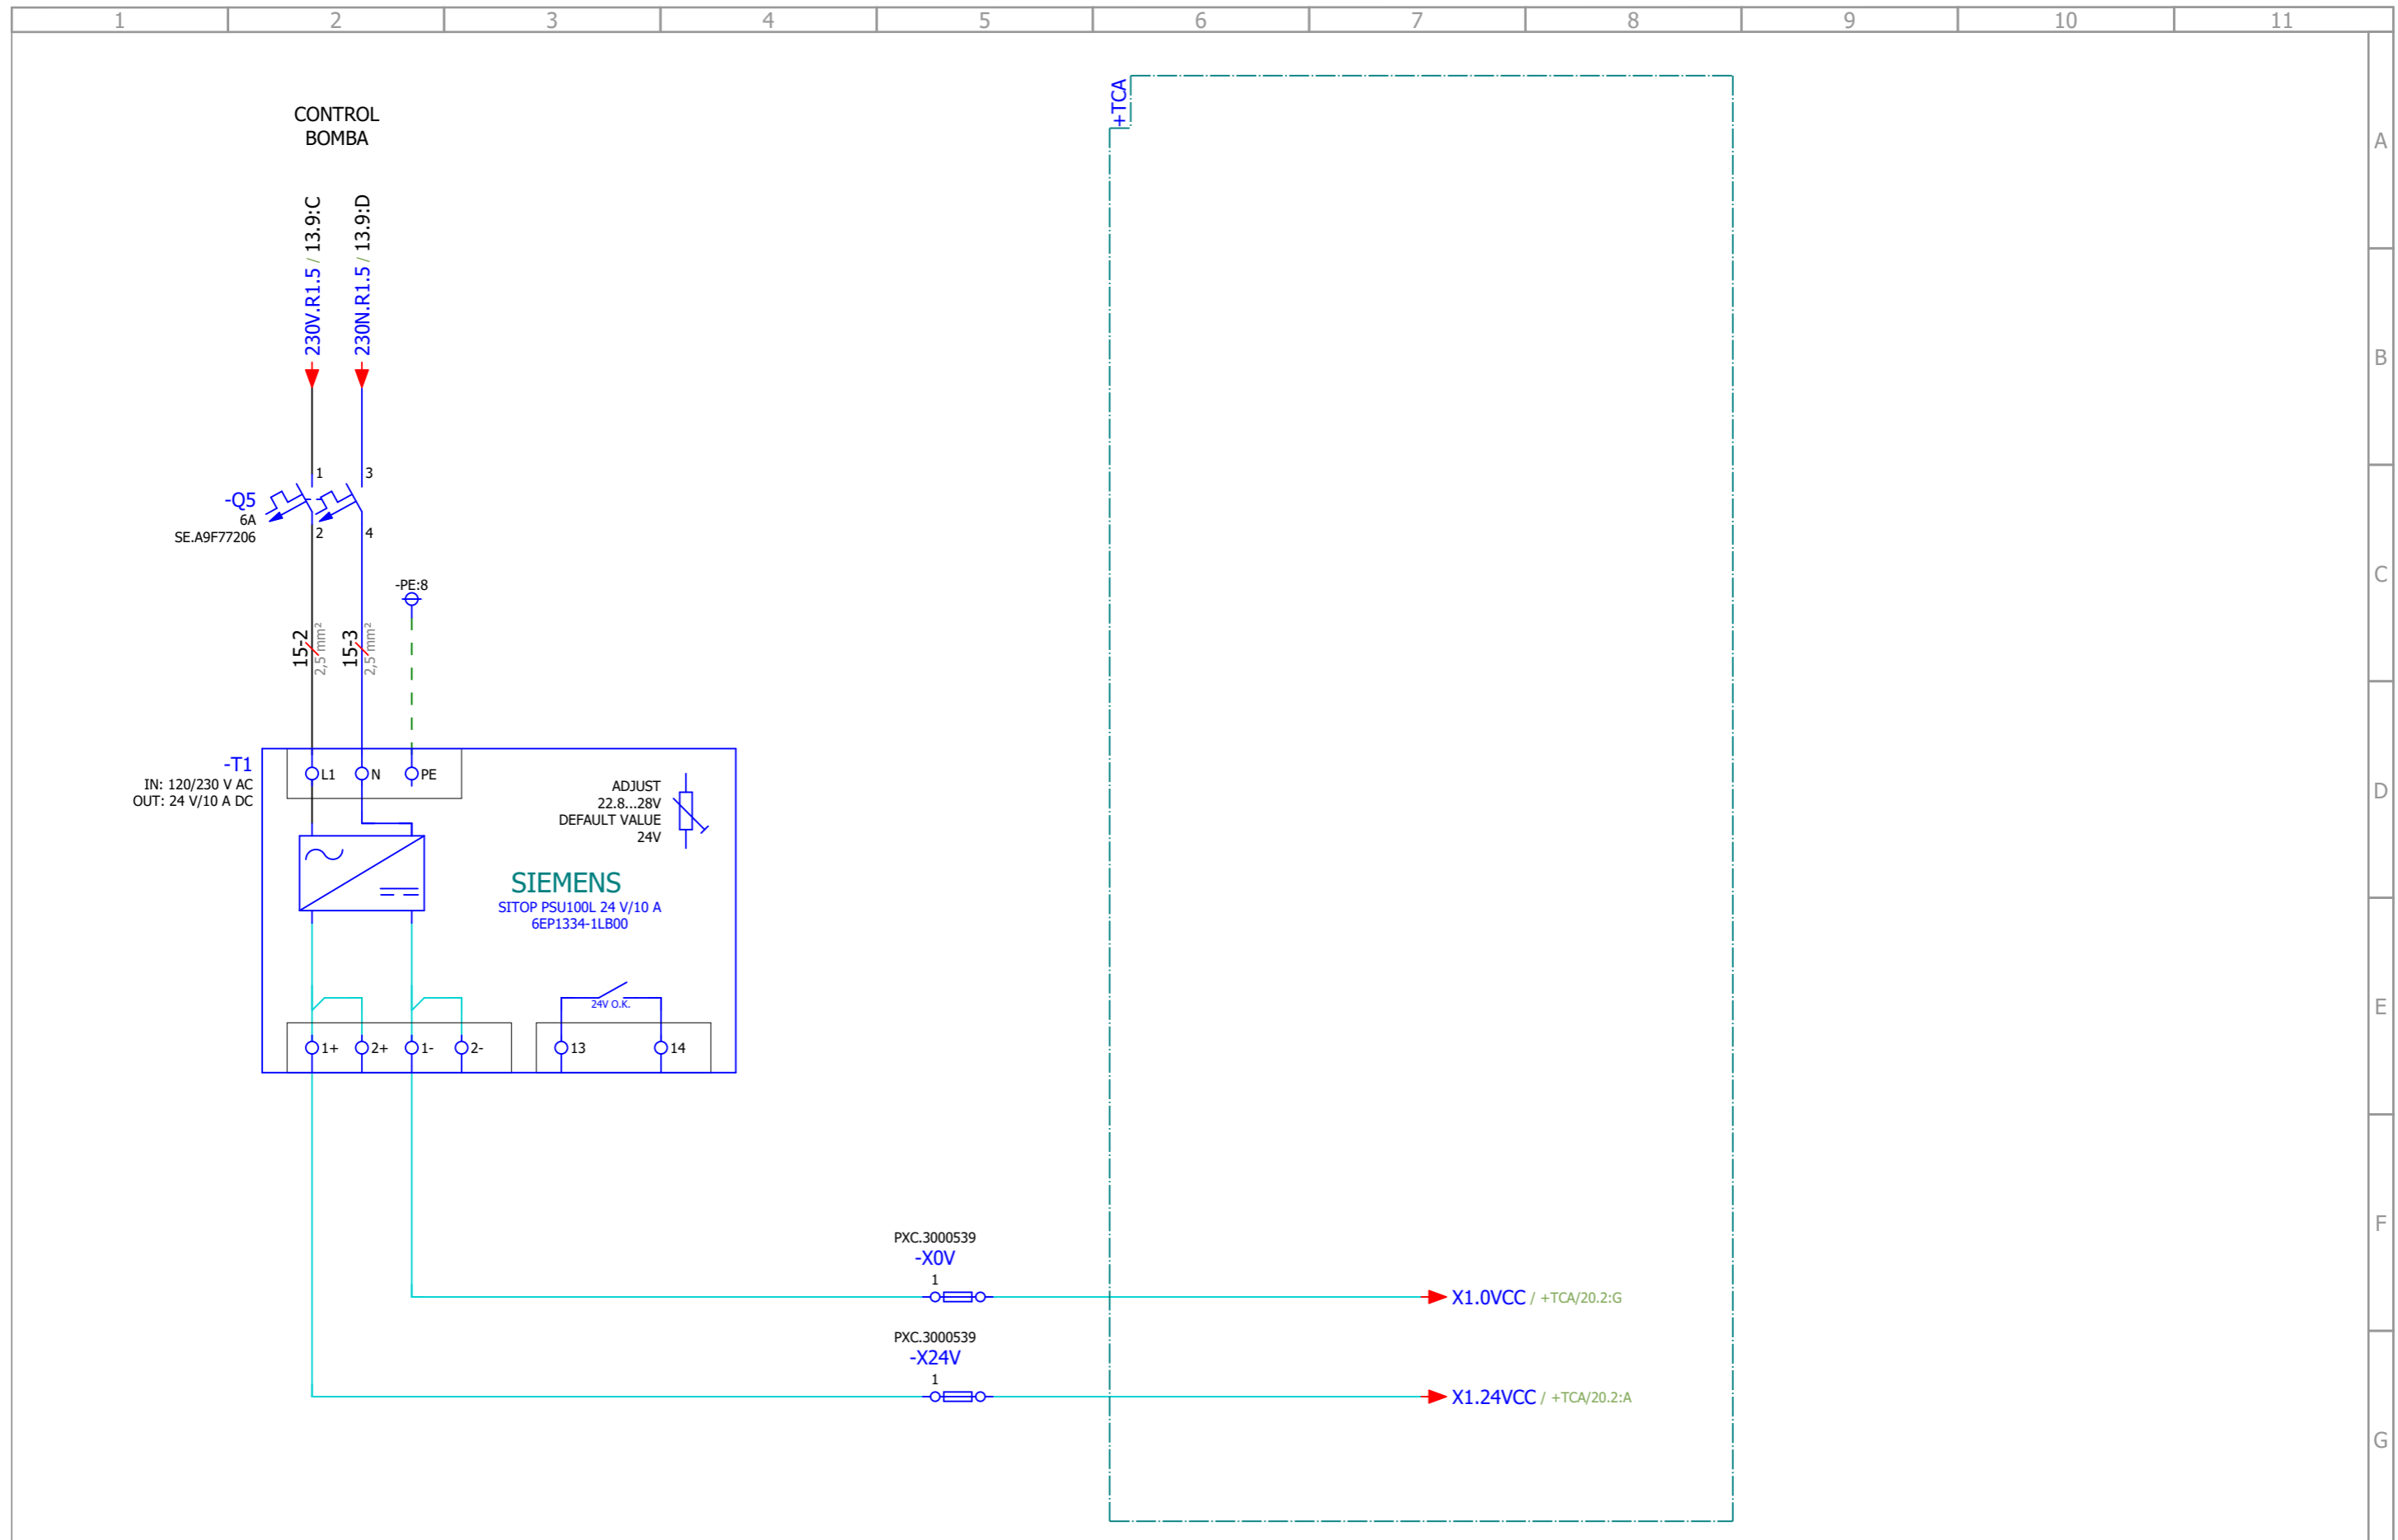 1 2 3 4 5 6 7 8 9 10 11
A
B
C
D
E
F
G
CONTROL
BOMBA
230V.R1.5 / 13.9:C
230N.R1.5 / 13.9:D
+TCA
1
3
-Q5
6A
SE.A9F77206
2
4
-PE:8
15-2
2,5 mm²
15-3
2,5 mm²
-T1
IN: 120/230 V AC
OUT: 24 V/10 A DC
L1
N
PE
ADJUST
22.8...28V
DEFAULT VALUE
24V
SIEMENS
SITOP PSU100L 24 V/10 A
6EP1334-1LB00
24V O.K.
1+
2+
1-
2-
13
14
PXC.3000539
-X0V
1
X1.0VCC / +TCA/20.2:G
PXC.3000539
-X24V
1
X1.24VCC / +TCA/20.2:A